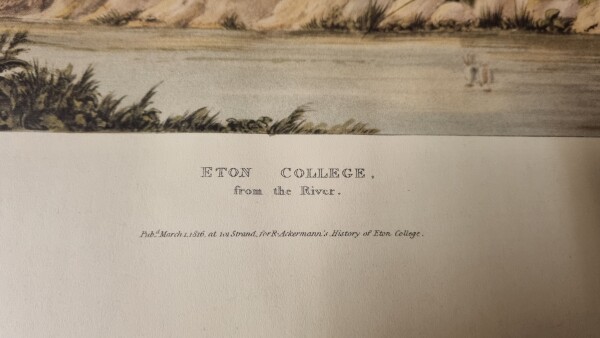 ETON COLLEGE,
from the River.
Pub.d March 1, 1816, at 101 Strand, for R. Ackermann's History of Eton College.